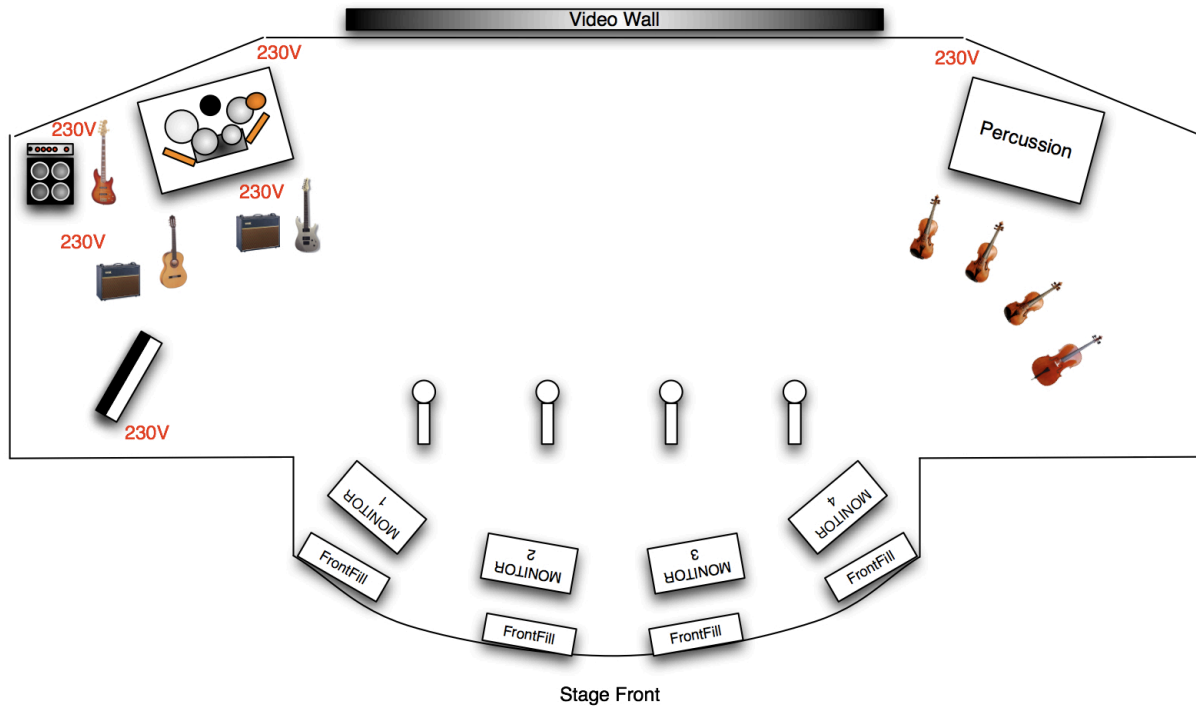 Video Wall
230V
230V
230V
Percussion
230V
230V
230V
MONITOR
1
MONITOR
2
MONITOR
3
MONITOR
4
FrontFill
FrontFill
FrontFill
FrontFill
Stage Front